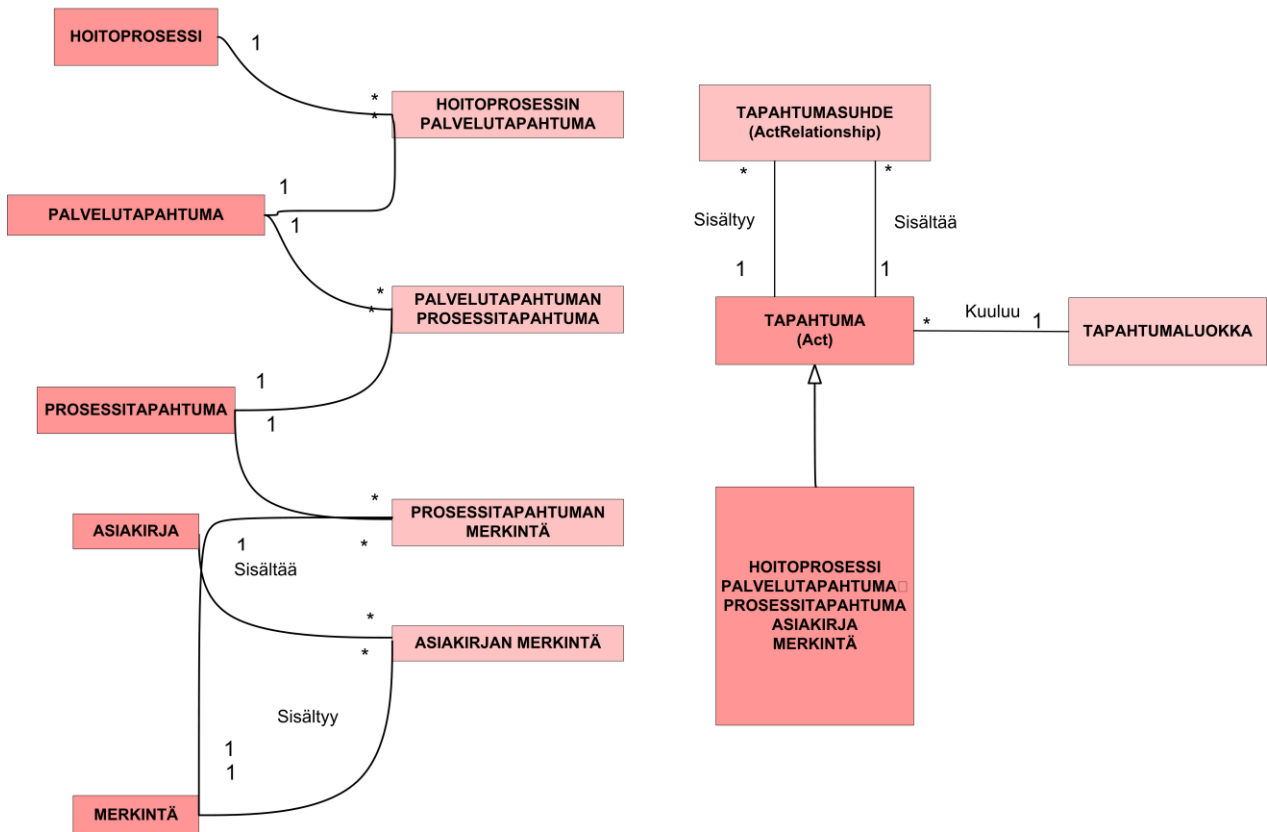 HOITOPROSESSI
1
*
*
HOITOPROSESSIN
PALVELUTAPAHTUMA
1
PALVELUTAPAHTUMA
1
*
*
PALVELUTAPAHTUMAN
PROSESSITAPAHTUMA
1
PROSESSITAPAHTUMA
1
*
PROSESSITAPAHTUMAN
MERKINTÄ
*
ASIAKIRJA
1
Sisältää
*
ASIAKIRJAN MERKINTÄ
*
Sisältyy
1
1
MERKINTÄ
TAPAHTUMASUHDE
(ActRelationship)
*
*
Sisältyy
Sisältää
1
1
TAPAHTUMA
(Act)
*
Kuuluu
1
TAPAHTUMALUOKKA
HOITOPROSESSI
PALVELUTAPAHTUMA□
PROSESSITAPAHTUMA
ASIAKIRJA
MERKINTÄ